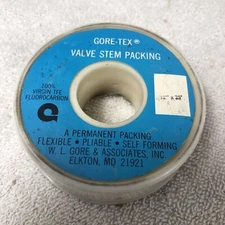 GORE-TEX®
VALVE STEM PACKING
100%
VIRGIN TFE
FLUOROCARBON
A PERMANENT PACKING
FLEXIBLE • PLIABLE • SELF FORMING
W. L. GORE & ASSOCIATES, INC.
ELKTON, MD 21921